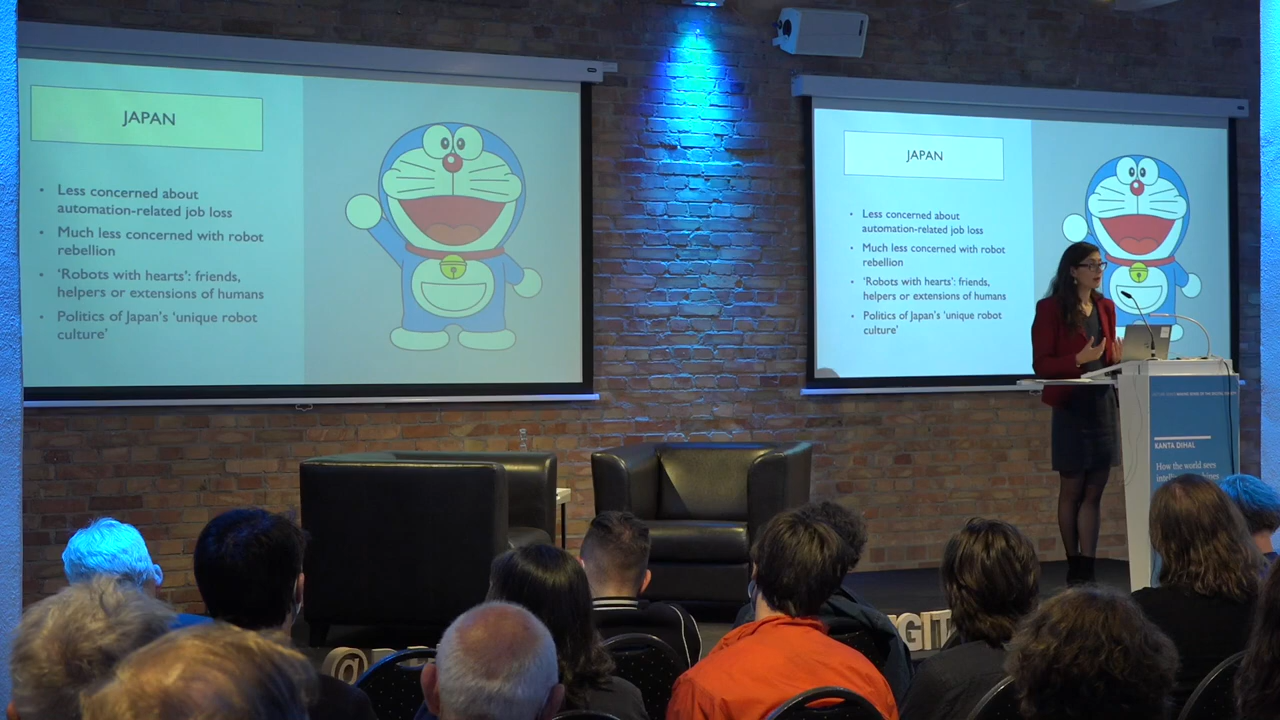 JAPAN
• Less concerned about
automation-related job loss
• Much less concerned with robot
rebellion
• 'Robots with hearts': friends,
helpers or extensions of humans
• Politics of Japan's 'unique robot
culture'
JAPAN
• Less concerned about
automation-related job loss
• Much less concerned with robot
rebellion
• 'Robots with hearts': friends,
helpers or extensions of humans
• Politics of Japan's 'unique robot
culture'
KANTA DIHAL
How the world sees
@
GIT